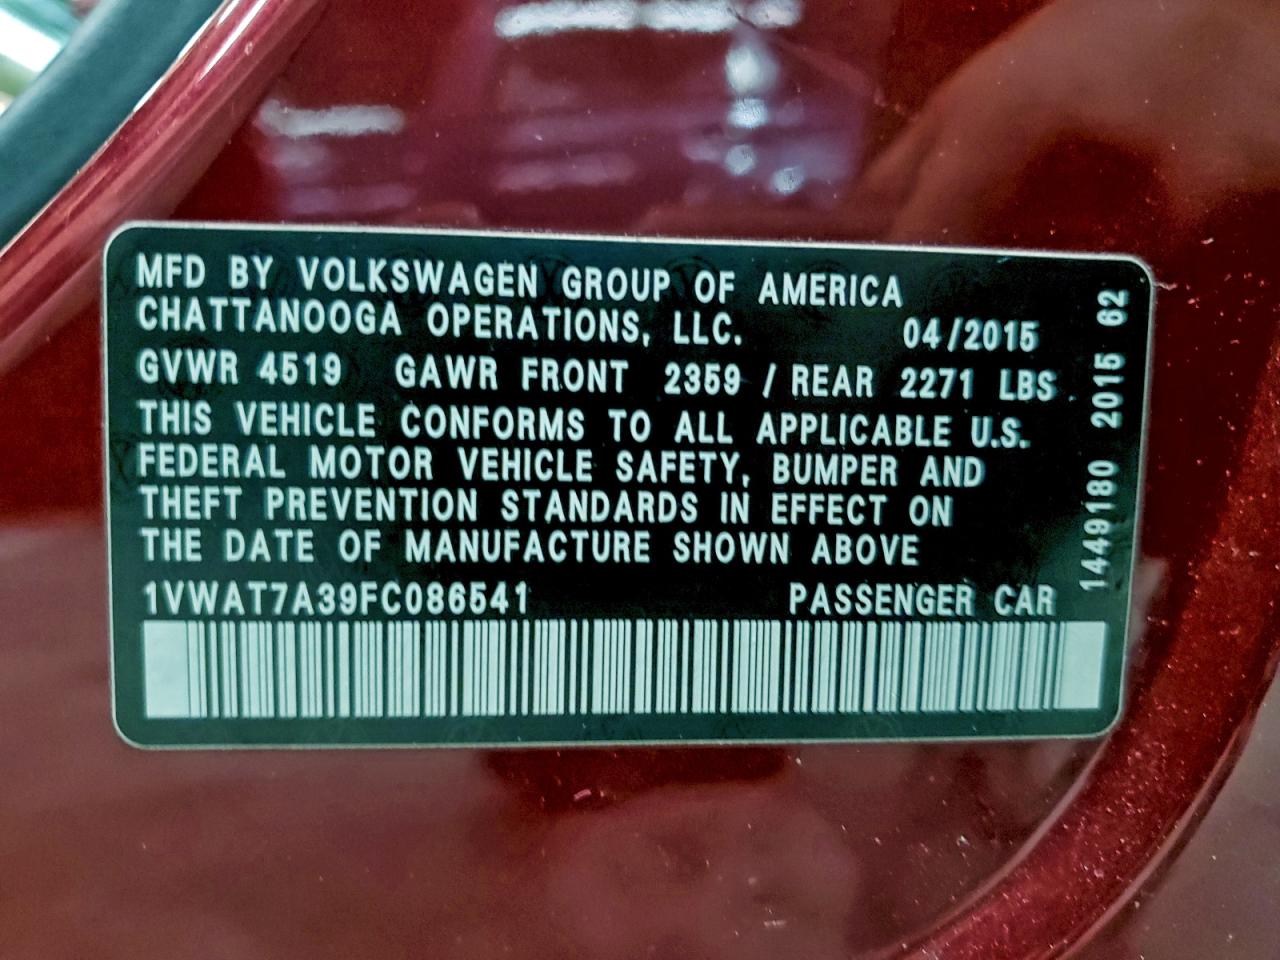 MFD BY VOLKSWAGEN GROUP OF AMERICA
CHATTANOOGA OPERATIONS, LLC. 04/2015
GVWR 4519 GAWR FRONT 2359 / REAR 2271 LBS
THIS VEHICLE CONFORMS TO ALL APPLICABLE U.S.
FEDERAL MOTOR VEHICLE SAFETY, BUMPER AND
THEFT PREVENTION STANDARDS IN EFFECT ON
THE DATE OF MANUFACTURE SHOWN ABOVE
1VWAT7A39FC086541 PASSENGER CAR
1449180 2015 62